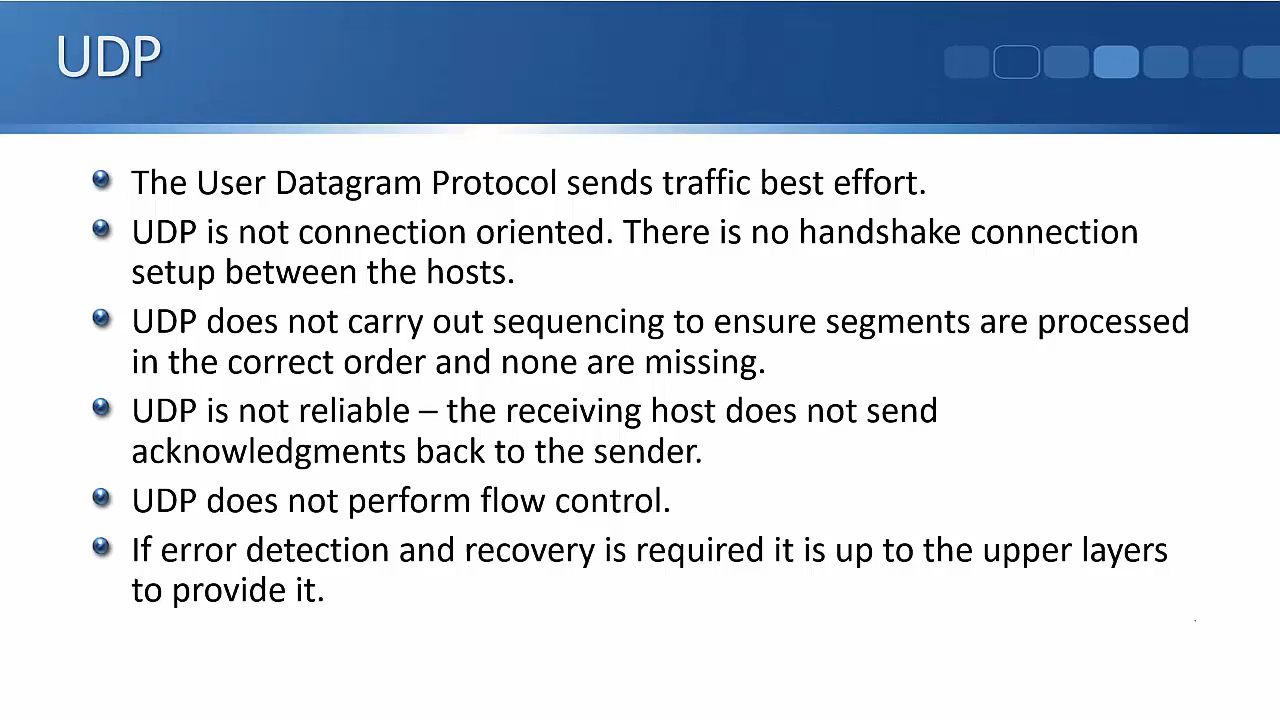 UDP
The User Datagram Protocol sends traffic best effort.
UDP is not connection oriented. There is no handshake connection
setup between the hosts.
UDP does not carry out sequencing to ensure segments are processed
in the correct order and none are missing.
UDP is not reliable – the receiving host does not send
acknowledgments back to the sender.
UDP does not perform flow control.
If error detection and recovery is required it is up to the upper layers
to provide it.